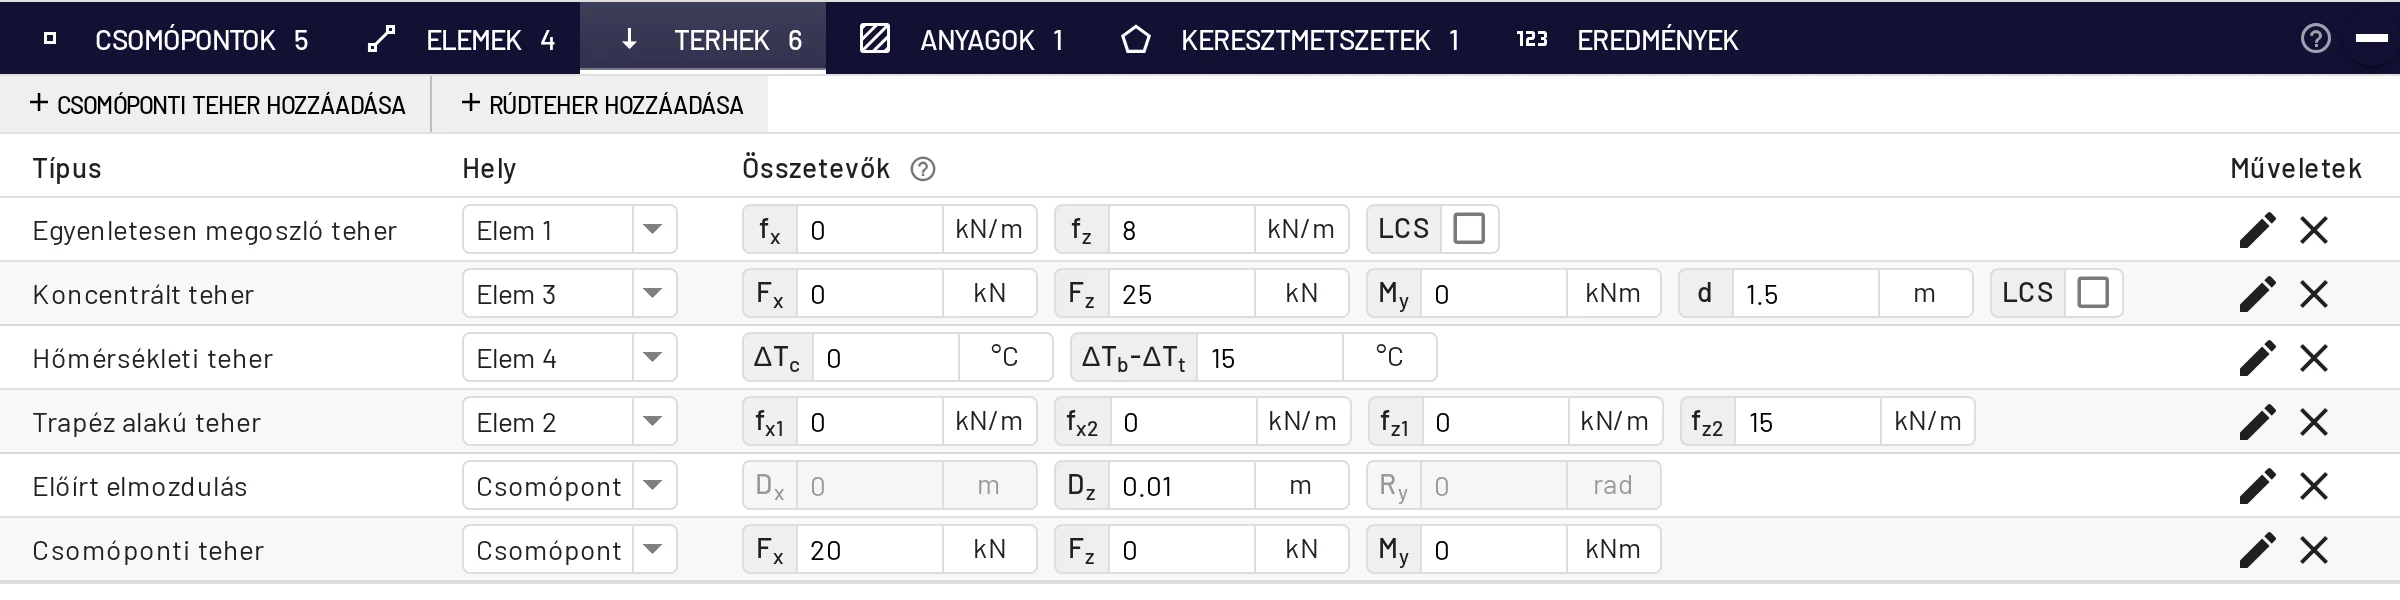 CSOMÓPONTOK 5 ELEMEK 4 TERHEK 6 ANYAGOK 1 KERESZTMETSZETEK 1 123 EREDMÉNYEK ?
+ CSOMÓPONTI TEHER HOZZÁADÁSA + RÚDTEHER HOZZÁADÁSA
Típus Hely Összetevők ? Műveletek
Egyenletesen megoszló teher Elem 1 fx 0 kN/m fz 8 kN/m LCS
Koncentrált teher Elem 3 Fx 0 kN Fz 25 kN My 0 kNm d 1.5 m LCS
Hőmérsékleti teher Elem 4 ΔTc 0 °C ΔTb-ΔTt 15 °C
Trapéz alakú teher Elem 2 fx1 0 kN/m fx2 0 kN/m fz1 0 kN/m fz2 15 kN/m
Előírt elmozdulás Csomópont Dx 0 m Dz 0.01 m Ry 0 rad
Csomóponti teher Csomópont Fx 20 kN Fz 0 kN My 0 kNm